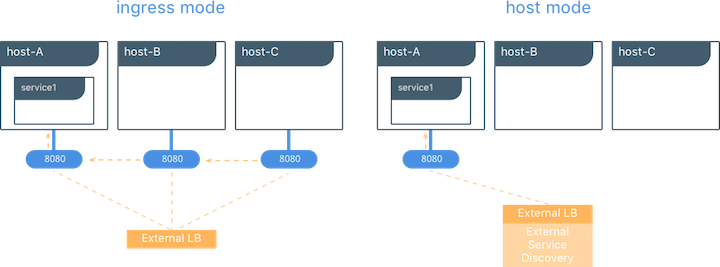 ingress mode
host mode
host-A
host-B
host-C
host-A
host-B
host-C
service1
service1
8080
8080
8080
8080
External LB
External LB
External
Service
Discovery